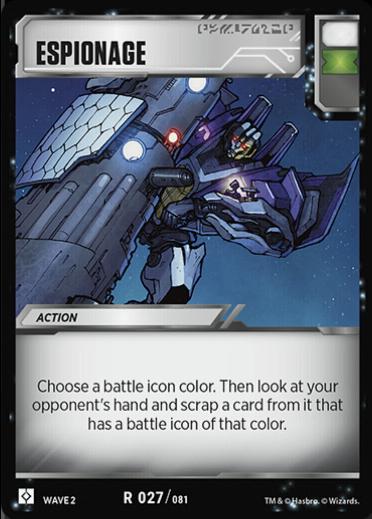 ESPIONAGE
ACTION
Choose a battle icon color. Then look at your
opponent's hand and scrap a card from it that
has a battle icon of that color.
WAVE 2
R 027/081
TM & © Hasbro. © Wizards.